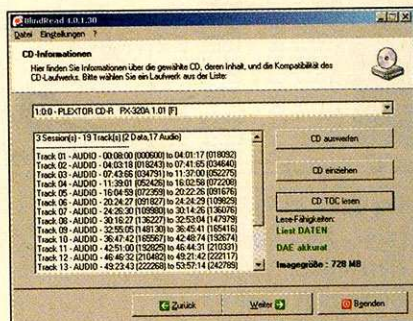 BlindRead 4.0.1.30
Datei Einstellungen ?
CD-Informationen
Hier finden Sie Informationen über die gewählte CD, deren Inhalt, und die Kompatibilität des
CD-Laufwerks. Bitte wählen Sie ein Laufwerk aus der Liste:
1:0:0 - PLEXTOR CD-R PX-320A 1.01 [F]
3 Session(s) - 19 Track(s) (2 Data,17 Audio)
Track 01 - AUDIO - 00:08:00 (000600) to 04:01:17 (018092)
Track 02 - AUDIO - 04:03:18 (018243) to 07:41:65 (034640)
Track 03 - AUDIO - 07:43:66 (034791) to 11:37:00 (052275)
Track 04 - AUDIO - 11:39:01 (052426) to 16:02:58 (072208)
Track 05 - AUDIO - 16:04:59 (072359) to 20:22:26 (091676)
Track 06 - AUDIO - 20:24:27 (091827) to 24:24:29 (109829)
Track 07 - AUDIO - 24:26:30 (109980) to 30:14:26 (136076)
Track 08 - AUDIO - 30:16:27 (136227) to 32:53:04 (147979)
Track 09 - AUDIO - 32:55:05 (148130) to 36:45:41 (165416)
Track 10 - AUDIO - 36:47:42 (165567) to 42:48:74 (192674)
Track 11 - AUDIO - 42:51:00 (192825) to 46:44:31 (210331)
Track 12 - AUDIO - 46:46:32 (210482) to 49:21:42 (222117)
Track 13 - AUDIO - 49:23:43 (222268) to 53:57:14 (242789)
CD auswerfen
CD einziehen
CD TOC lesen
Lese-Fähigkeiten:
Liest DATEN
DAE akkurat
Imagegröße : 728 MB
Zurück
Weiter
Beenden